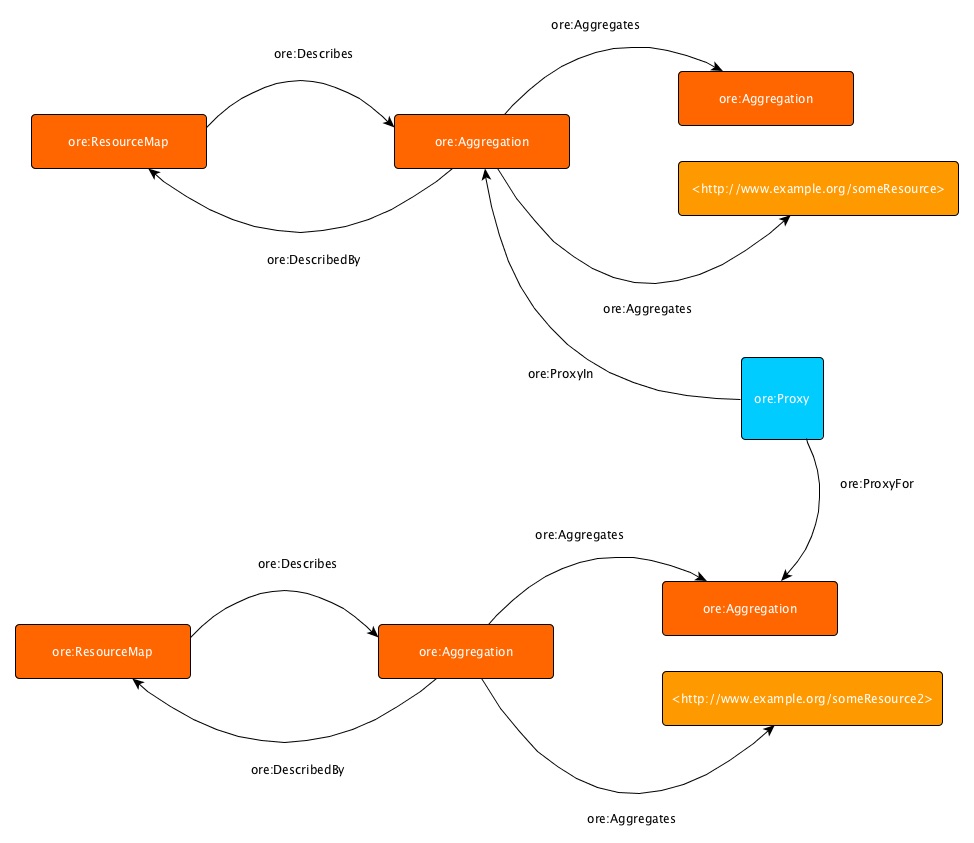 ore:Aggregates
ore:Describes
ore:Aggregation
ore:ResourceMap
ore:Aggregation
<http://www.example.org/someResource>
ore:DescribedBy
ore:Aggregates
ore:ProxyIn
ore:Proxy
ore:ProxyFor
ore:Aggregates
ore:Describes
ore:Aggregation
ore:ResourceMap
ore:Aggregation
<http://www.example.org/someResource2>
ore:DescribedBy
ore:Aggregates